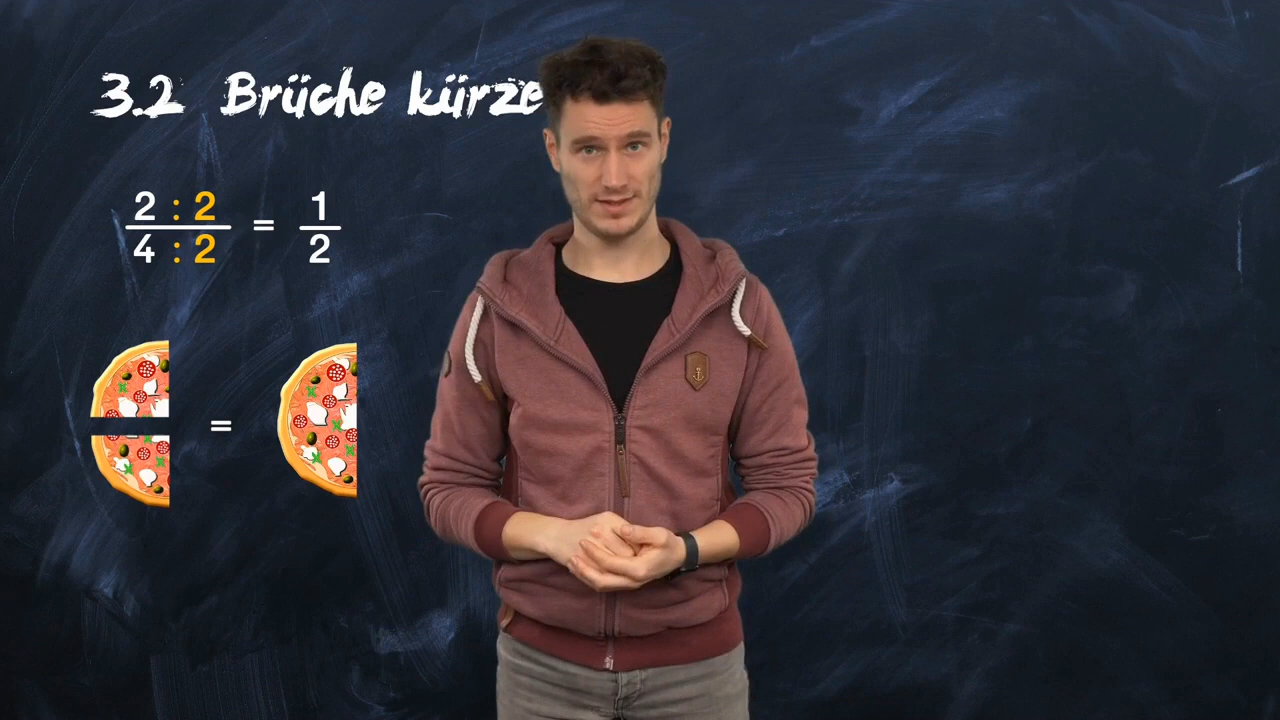 3.2 Brüche kürze
2 : 2
4 : 2
=
1
2
=